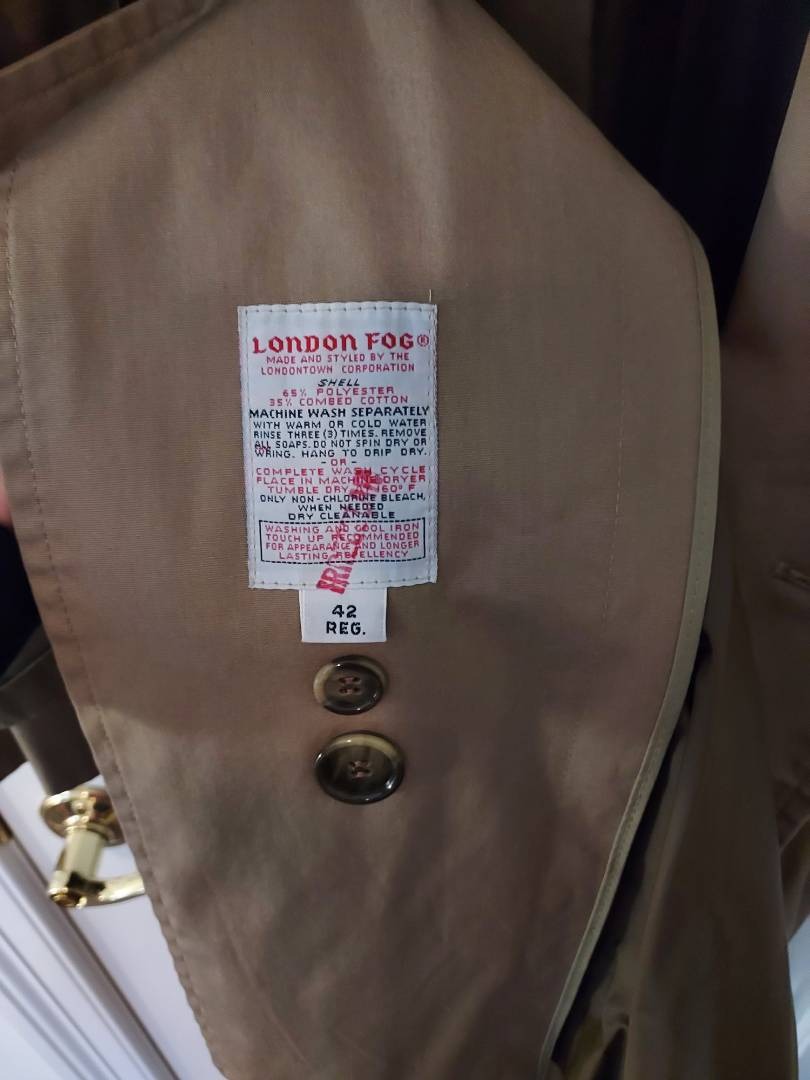 LONDON FOG®
MADE AND STYLED BY THE
LONDONTOWN CORPORATION
SHELL
65% POLYESTER
35% COMBED COTTON
MACHINE WASH SEPARATELY
WITH WARM OR COLD WATER
RINSE THREE (3) TIMES. REMOVE
ALL SOAPS. DO NOT SPIN DRY OR
WRING. HANG TO DRIP DRY.
- OR -
COMPLETE WASH CYCLE
PLACE IN MACHINE DRYER
TUMBLE DRY 160° F
ONLY NON-CHLORINE BLEACH,
WHEN NEEDED
DRY CLEANABLE
WASHING AND COOL IRON
TOUCH UP RECOMMENDED
FOR APPEARANCE AND LONGER
LASTING REPELLENCY
42
REG.